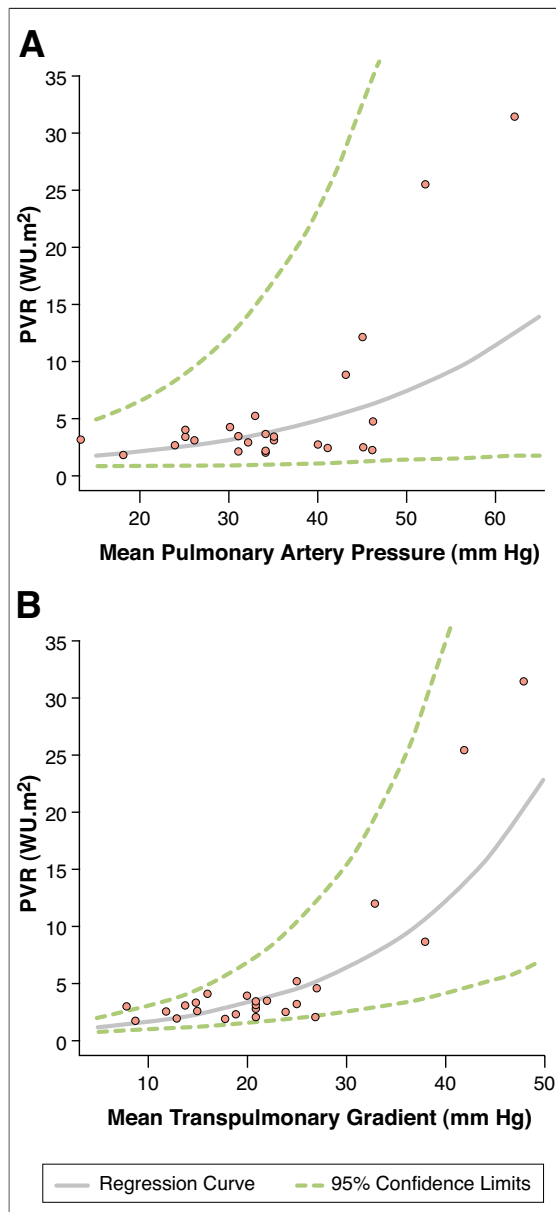 A
35
30
25
20
15
10
5
0
PVR (WU.m²)
20 30 40 50 60
Mean Pulmonary Artery Pressure (mm Hg)
B
35
30
25
20
15
10
5
0
PVR (WU.m²)
10 20 30 40 50
Mean Transpulmonary Gradient (mm Hg)
Regression Curve 95% Confidence Limits